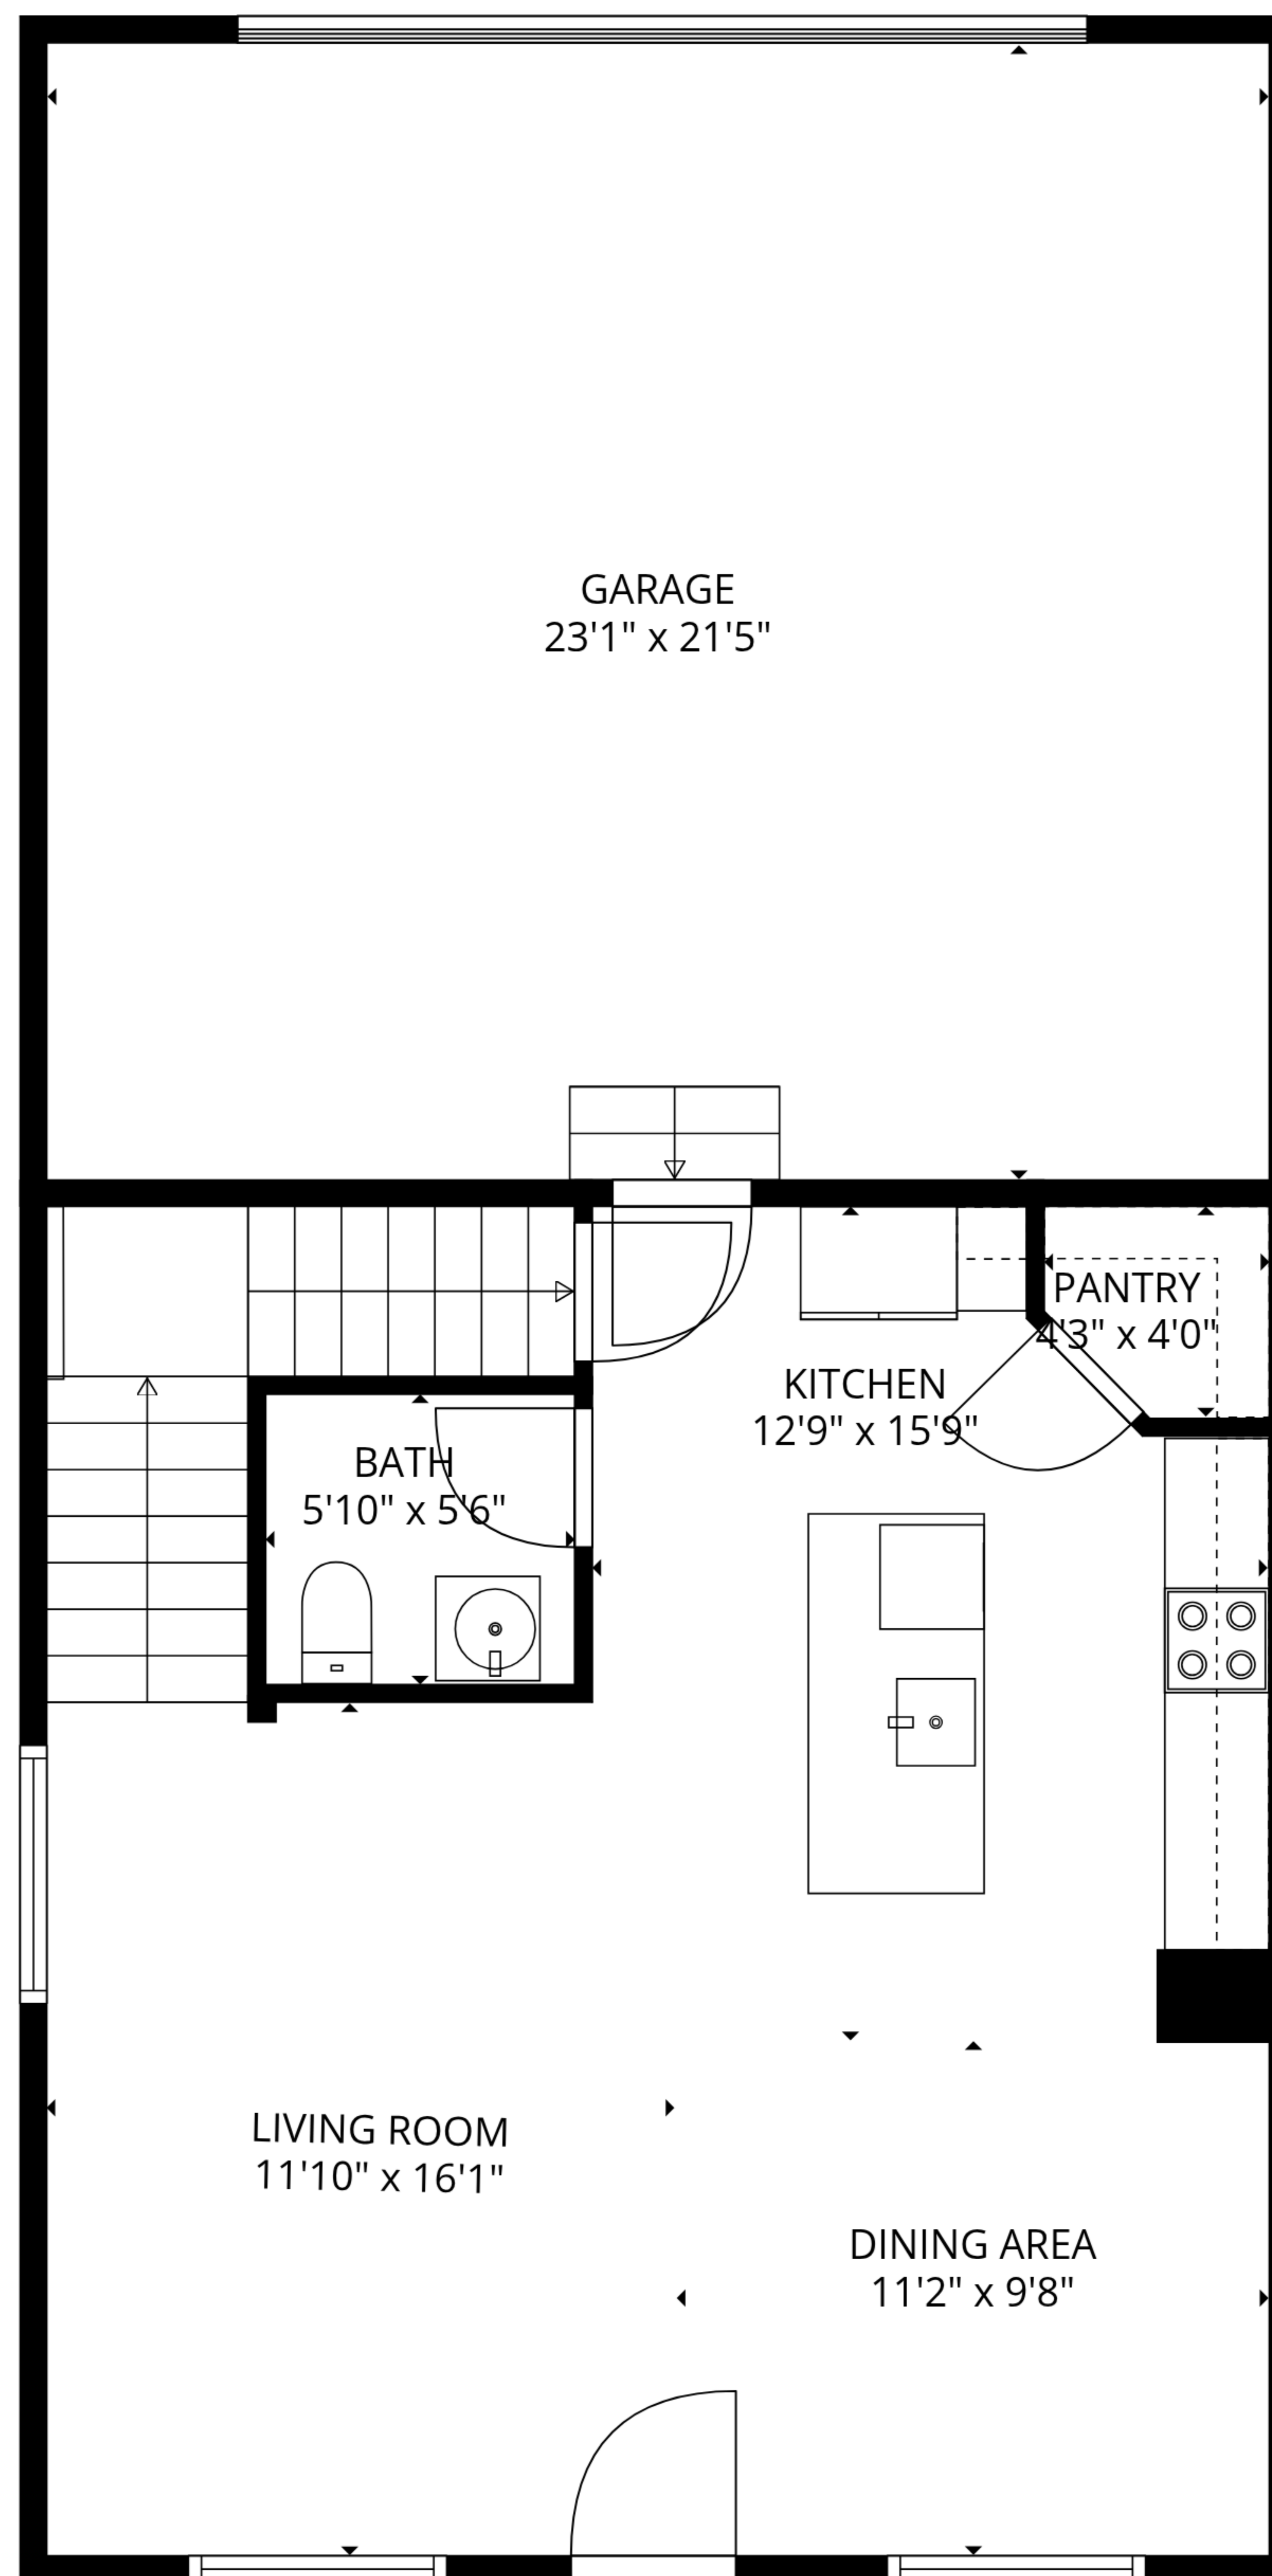 GARAGE
23'1" x 21'5"
PANTRY
4'3" x 4'0"
KITCHEN
12'9" x 15'9"
BATH
5'10" x 5'6"
LIVING ROOM
11'10" x 16'1"
DINING AREA
11'2" x 9'8"